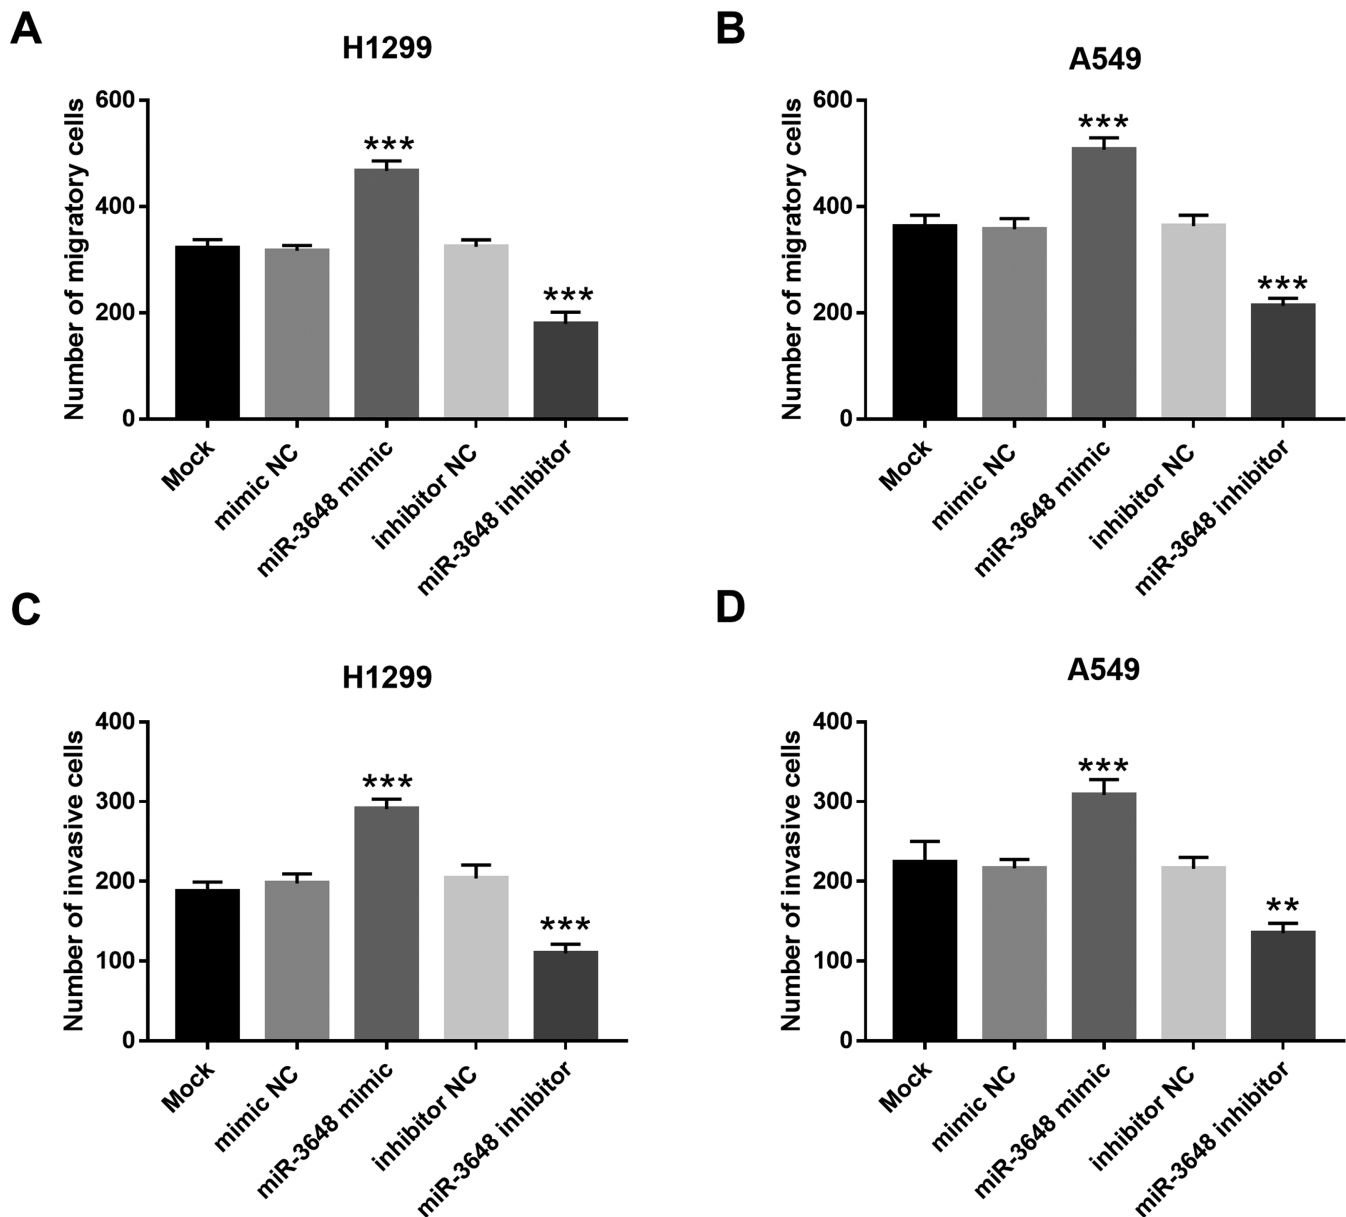 A
H1299
Number of migratory cells
600
400
200
0
***
***
Mock
mimic NC
miR-3648 mimic
inhibitor NC
miR-3648 inhibitor
B
A549
Number of migratory cells
600
400
200
0
***
***
Mock
mimic NC
miR-3648 mimic
inhibitor NC
miR-3648 inhibitor
C
H1299
Number of invasive cells
400
300
200
100
0
***
***
Mock
mimic NC
miR-3648 mimic
inhibitor NC
miR-3648 inhibitor
D
A549
Number of invasive cells
400
300
200
100
0
***
**
Mock
mimic NC
miR-3648 mimic
inhibitor NC
miR-3648 inhibitor